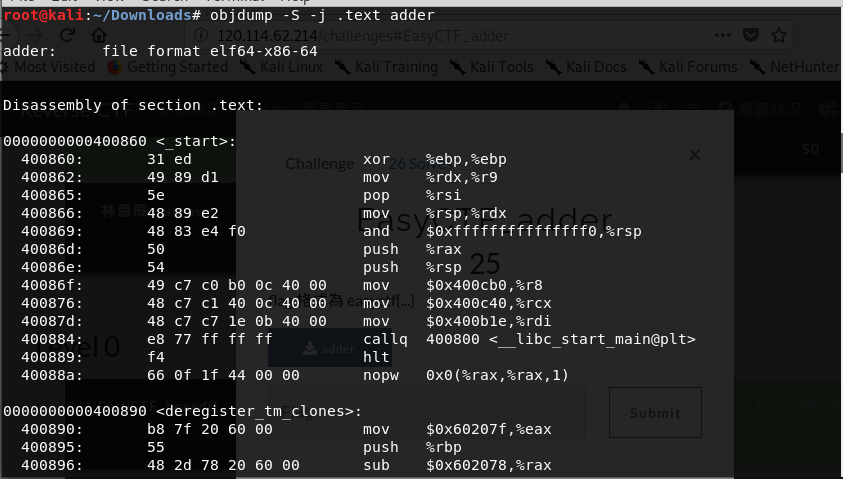 root@kali:~/Downloads# objdump -S -j .text adder
120.114.62.214/challenges#EasyCTF_adder
adder:     file format elf64-x86-64
Most Visited Getting Started Kali Linux Kali Training Kali Tools Kali Docs Kali Forums NetHunter
Disassembly of section .text:
50
0000000000400860 <_start>:
Challenge 26
400860: 31 ed xor %ebp,%ebp
400862: 49 89 d1 mov %rdx,%r9
400865: 5e pop %rsi
400866: 48 89 e2 mov %rsp,%rdx
EasyCTF_adder
400869: 48 83 e4 f0 and $0xfffffffffffffff0,%rsp
40086d: 50 push %rax
40086e: 54 push %rsp
25
40086f: 49 c7 c0 b0 0c 40 00 mov $0x400cb0,%r8
400876: 48 c7 c1 40 0c 40 00 mov $0x400c40,%rcx
40087d: 48 c7 c7 1e 0b 40 00 mov $0x400b1e,%rdi
400884: e8 77 ff ff ff callq 400800 <__libc_start_main@plt>
Level 0
adder
400889: f4 hlt
40088a: 66 0f 1f 44 00 00 nopw 0x0(%rax,%rax,1)
0000000000400890 <deregister_tm_clones>:
Submit
400890: b8 7f 20 60 00 mov $0x60207f,%eax
400895: 55 push %rbp
400896: 48 2d 78 20 60 00 sub $0x602078,%rax